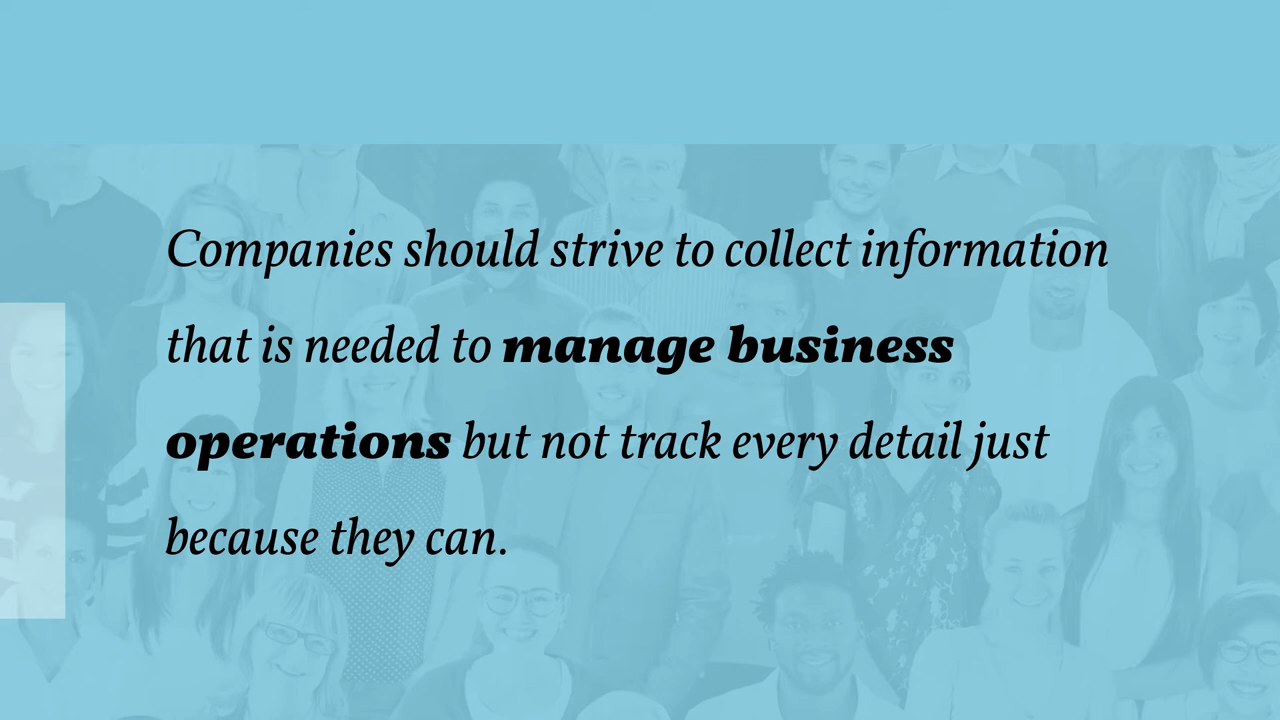 Companies should strive to collect information
that is needed to manage business
operations but not track every detail just
because they can.